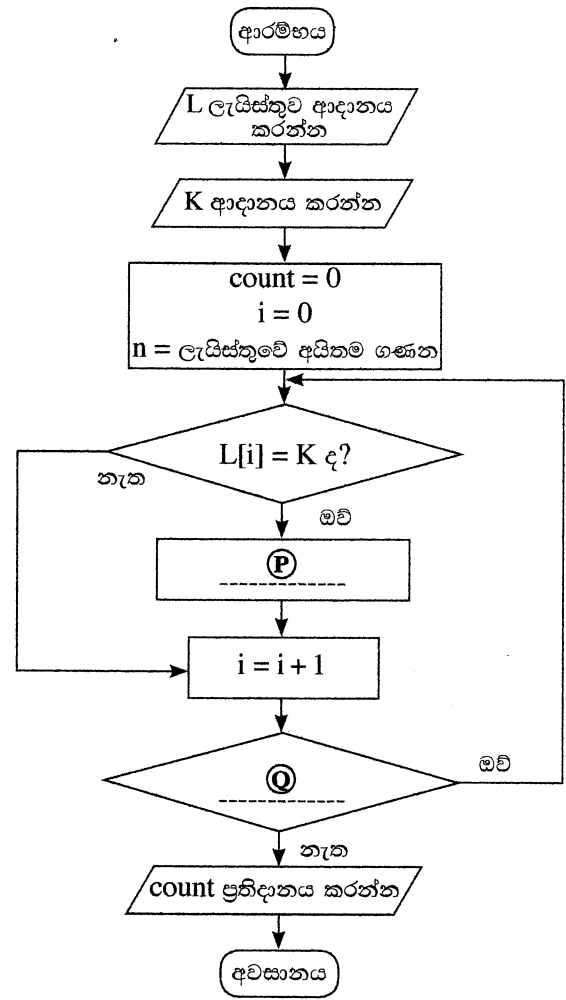 ආරම්භය
L ලැයිස්තුව ආදානය
කරන්න
K ආදානය කරන්න
count = 0
i = 0
n = ලැයිස්තුවේ අයිතම ගණන
L[i] = K ද?
නැත
ඔව්
P
i = i + 1
Q
ඔව්
නැත
count ප්‍රතිදානය කරන්න
අවසානය